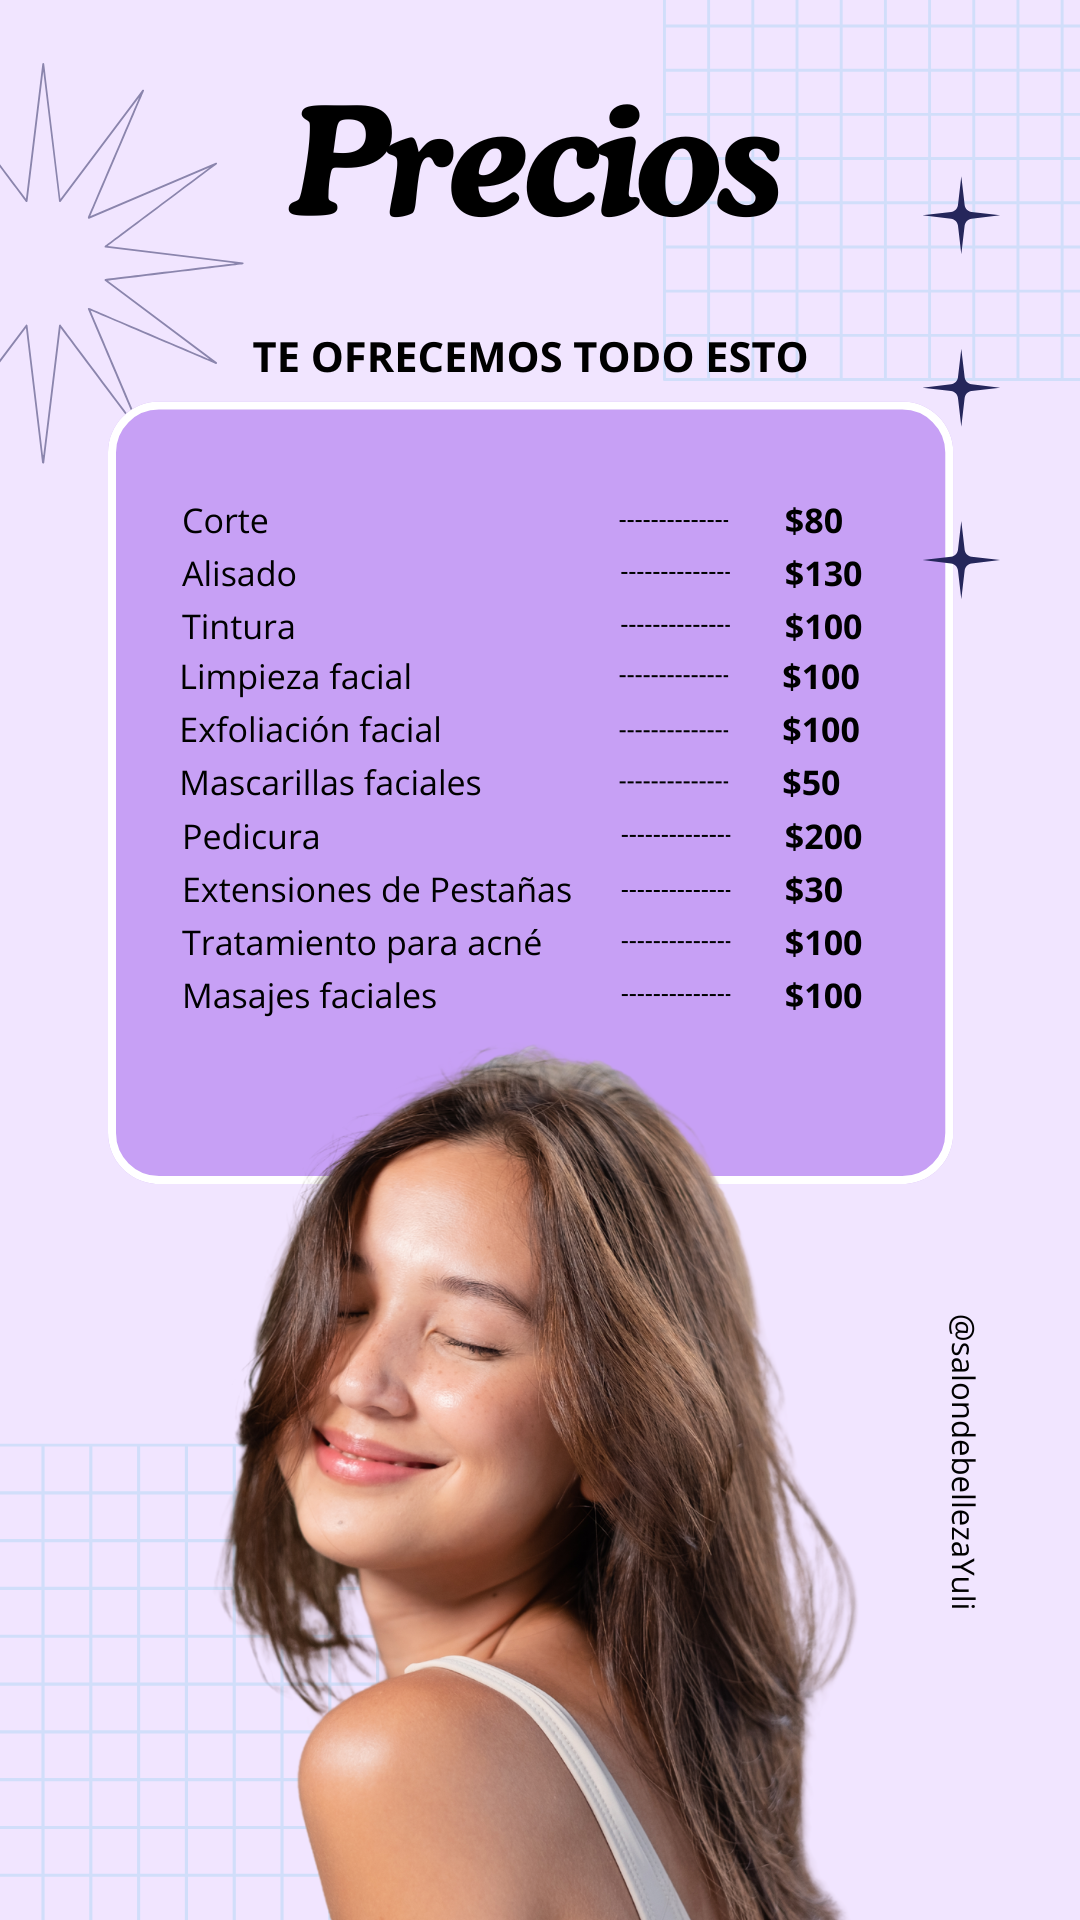 Precios
TE OFRECEMOS TODO ESTO
Corte -------------- $80
Alisado -------------- $130
Tintura -------------- $100
Limpieza facial -------------- $100
Exfoliación facial -------------- $100
Mascarillas faciales -------------- $50
Pedicura -------------- $200
Extensiones de Pestañas -------------- $30
Tratamiento para acné -------------- $100
Masajes faciales -------------- $100
@salondebellezaYuli